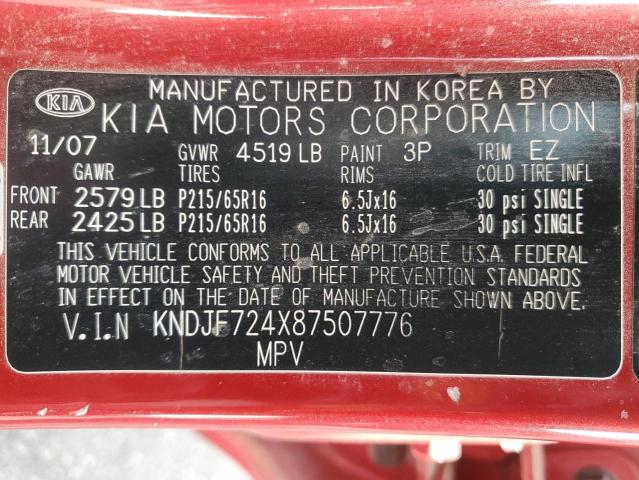 MANUFACTURED IN KOREA BY
KIA KIA MOTORS CORPORATION
11/07 GVWR 4519 LB PAINT 3P TRIM EZ
GAWR TIRES RIMS COLD TIRE INFL
FRONT 2579 LB P215/65R16 6.5Jx16 30 psi SINGLE
REAR 2425 LB P215/65R16 6.5Jx16 30 psi SINGLE
THIS VEHICLE CONFORMS TO ALL APPLICABLE U.S.A. FEDERAL
MOTOR VEHICLE SAFETY AND THEFT PREVENTION STANDARDS
IN EFFECT ON THE DATE OF MANUFACTURE SHOWN ABOVE.
V.I.N KNDJF724X87507776
MPV